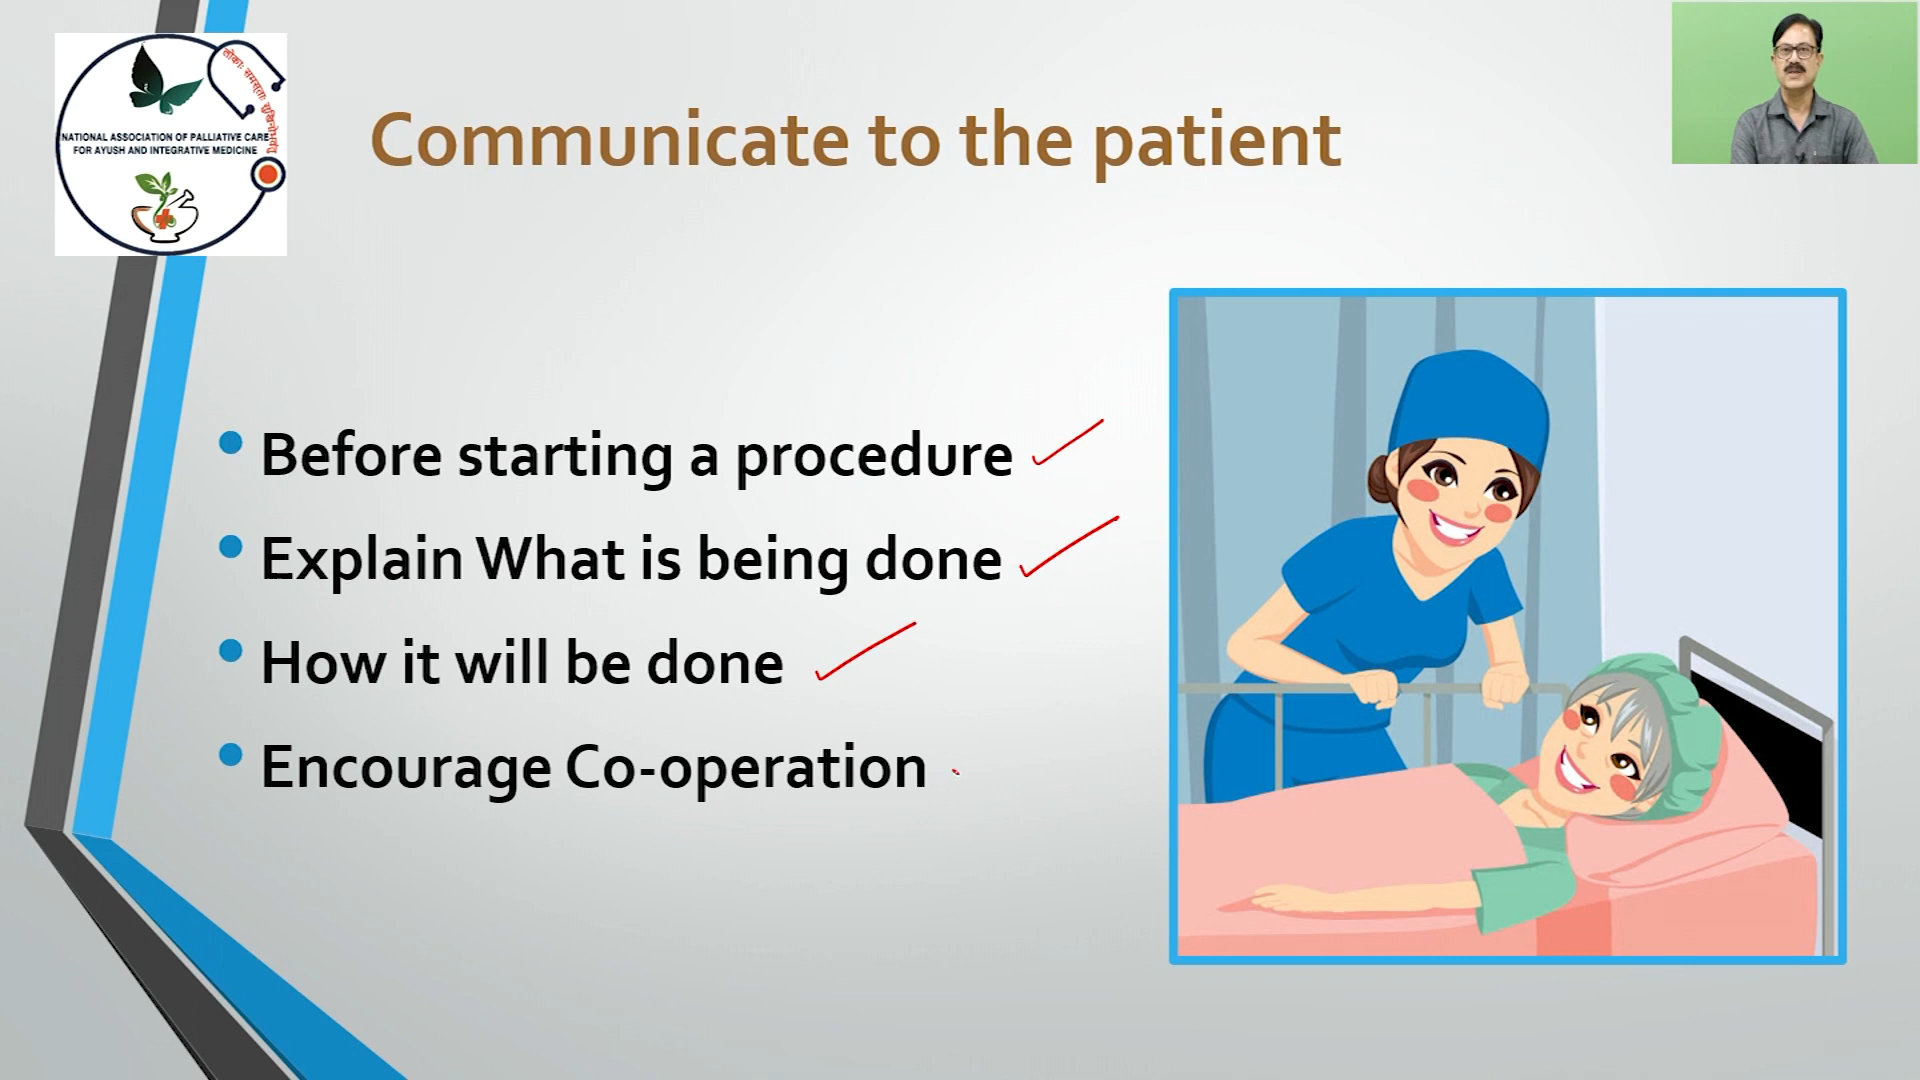 NATIONAL ASSOCIATION OF PALLIATIVE CARE
FOR AYUSH AND INTEGRATIVE MEDICINE
Communicate to the patient
Before starting a procedure
Explain What is being done
How it will be done
Encourage Co-operation